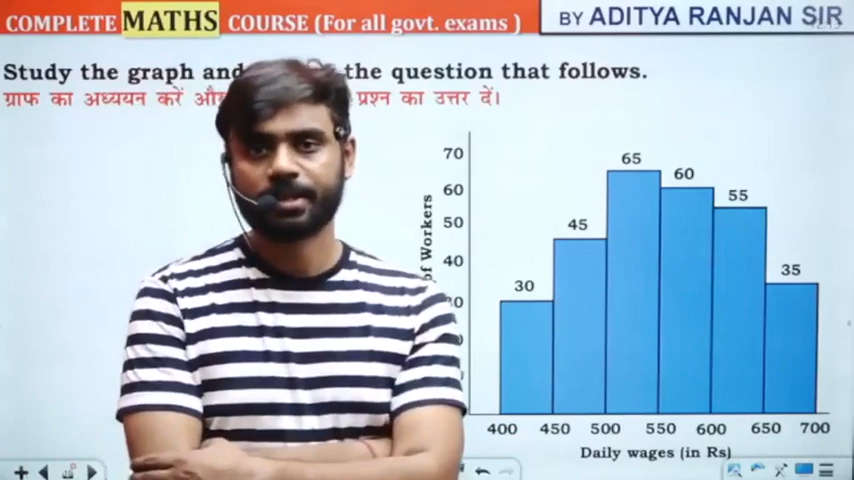 COMPLETE MATHS COURSE (For all govt. exams )
BY ADITYA RANJAN SIR
Study the graph and the question that follows.
ग्राफ का अध्ययन करें और प्रश्न का उत्तर दें।
70
60
50
40
of Workers
65
60
55
45
35
30
400 450 500 550 600 650 700
Daily wages (in Rs)